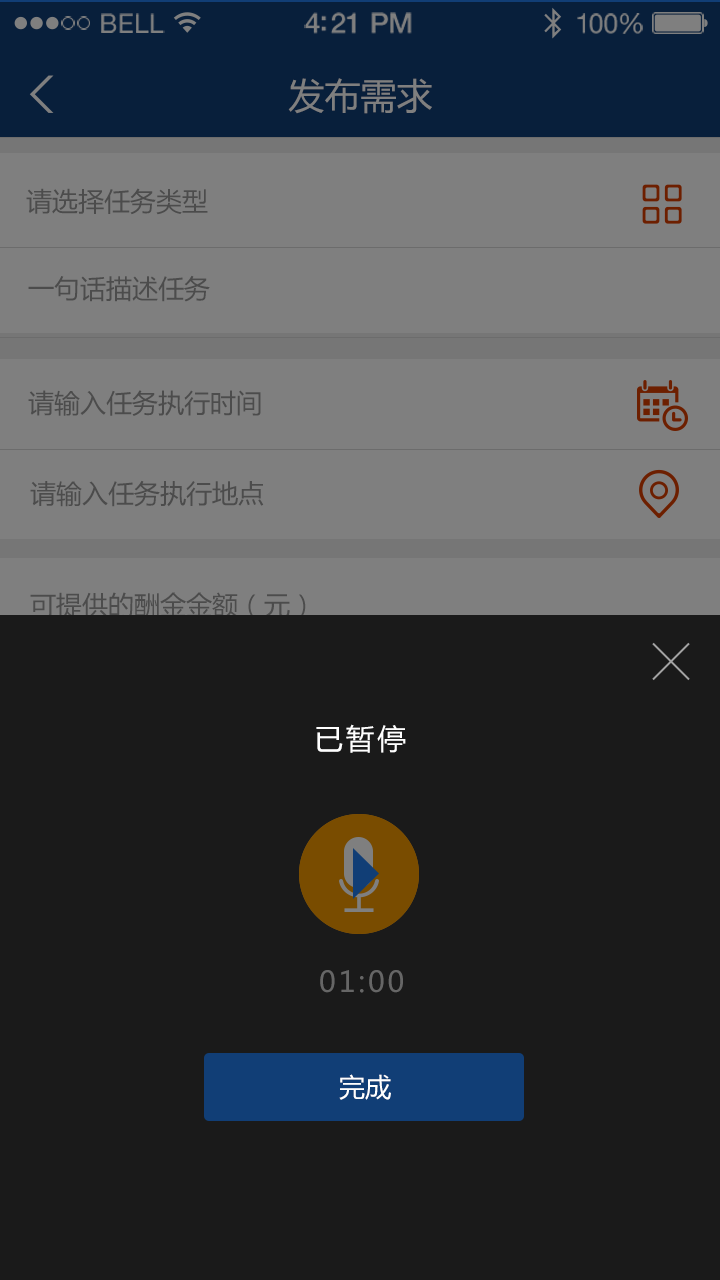 BELL 4:21 PM 100%
发布需求
请选择任务类型
一句话描述任务
请输入任务执行时间
请输入任务执行地点
可提供的酬金金额（元）
已暂停
01:00
完成